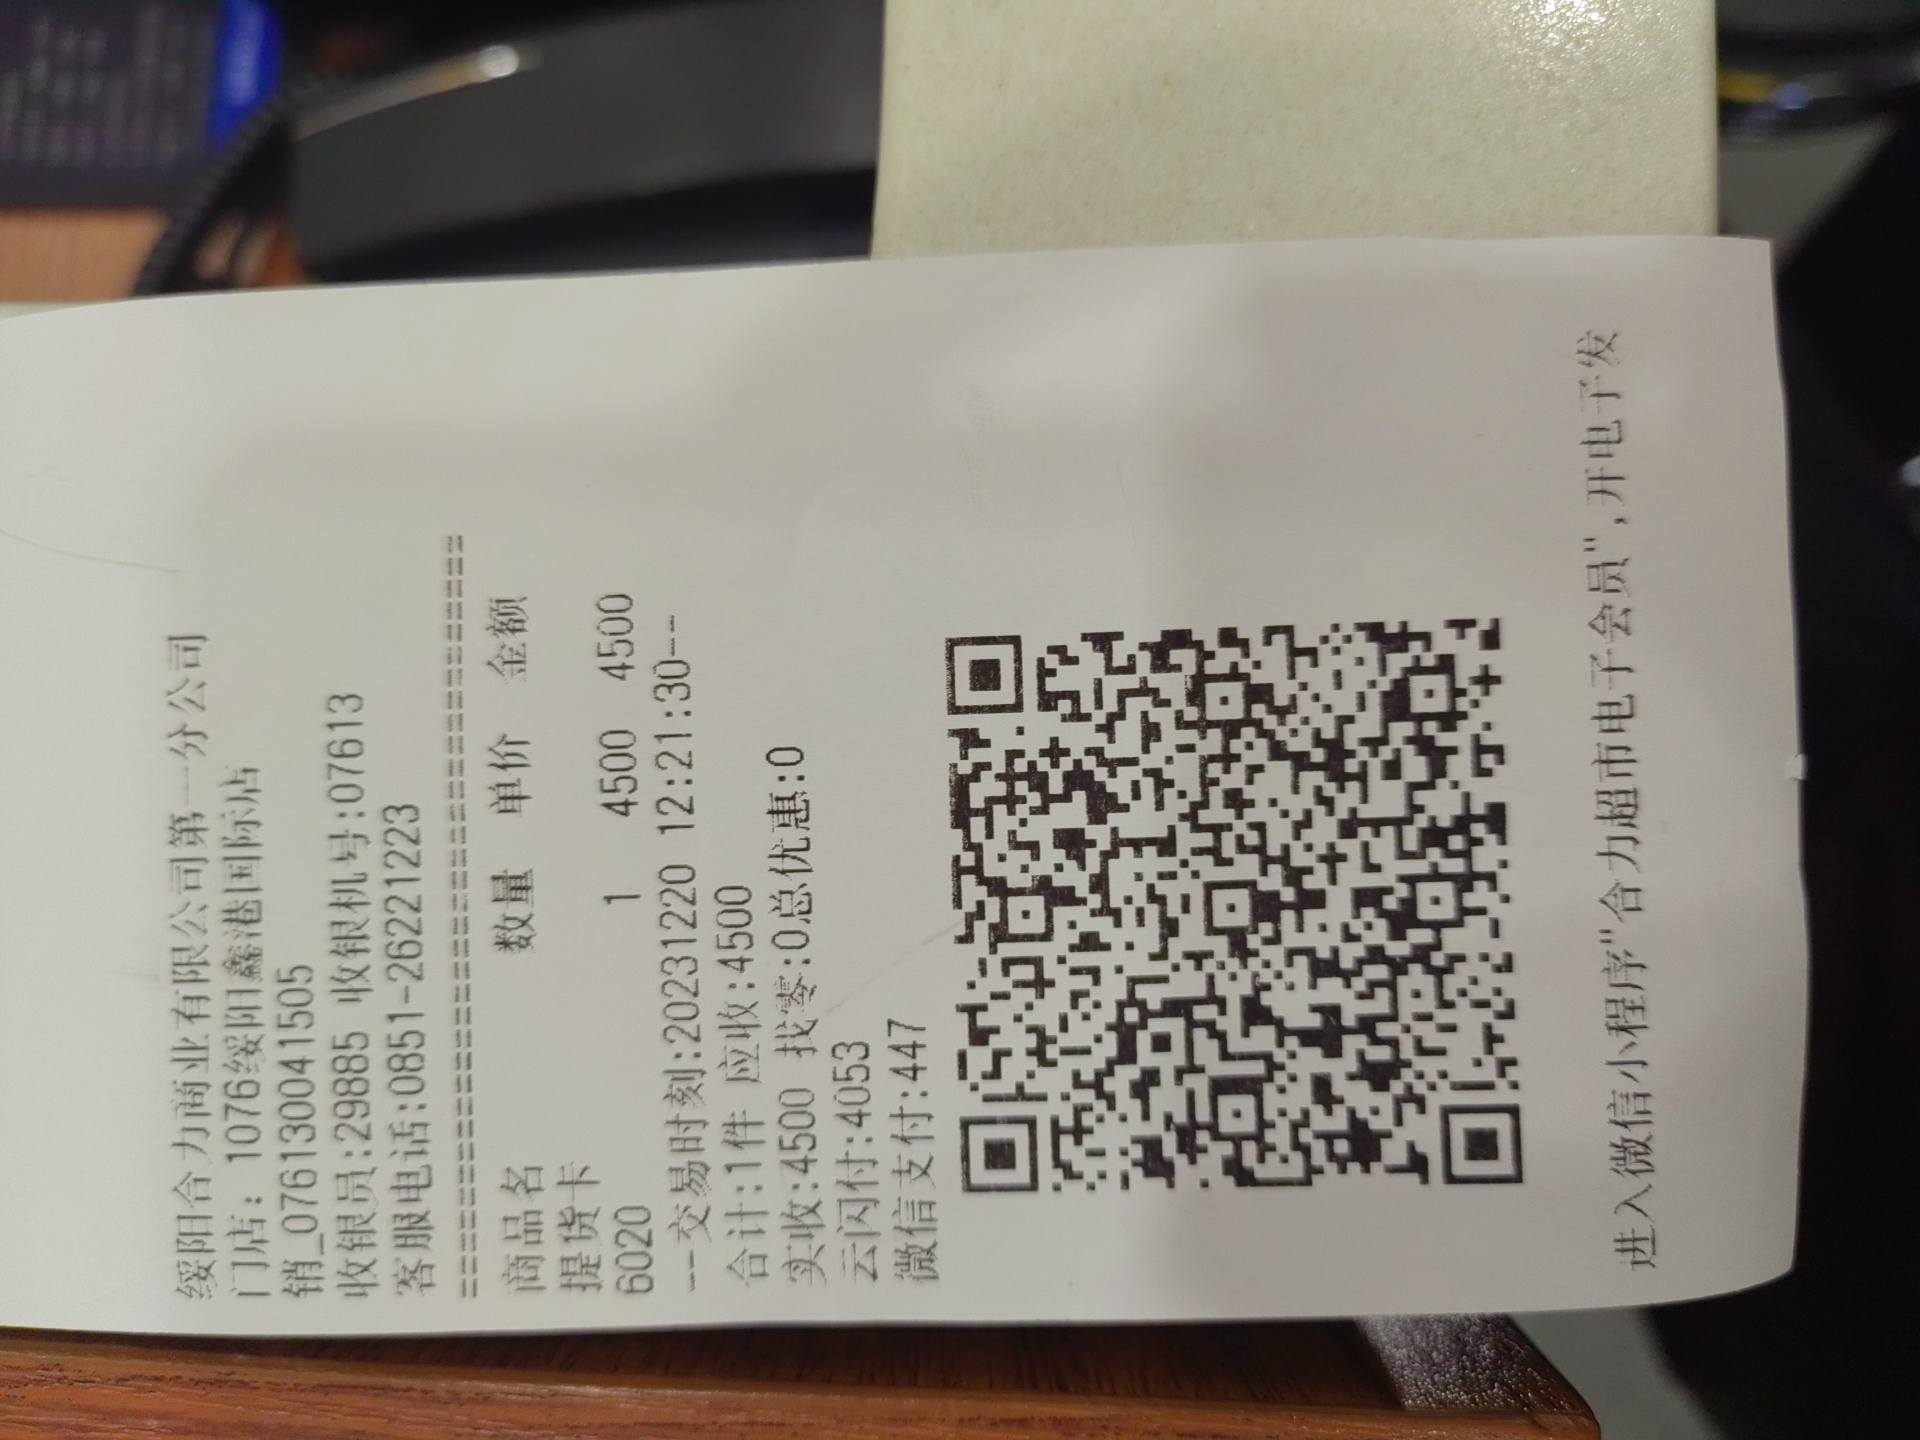 绥阳合力商业有限公司第一分公司
门店: 1076绥阳鑫港国际店
销_076130041505
收银员:29885 收银机号:07613
客服电话:0851-26221223
==========================================
商品名 数量 单价 金额
提货卡
6020 1 4500 4500
--交易时刻:20231220 12:21:30--
合计:1件 应收:4500
实收:4500 找零:0总优惠:0
云闪付:4053
微信支付:447
进入微信小程序"合力超市电子会员",开电子发